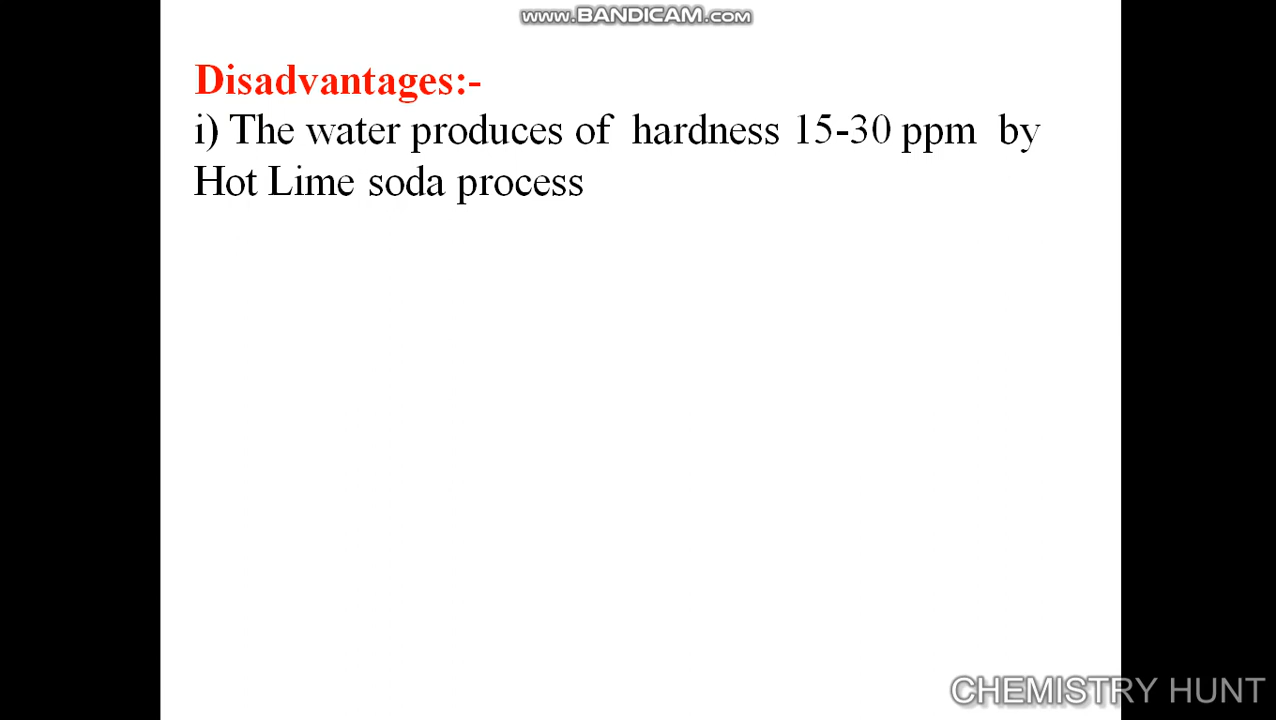 www.BANDICAM.com
Disadvantages:-
i) The water produces of hardness 15-30 ppm by
Hot Lime soda process
CHEMISTRY HUNT